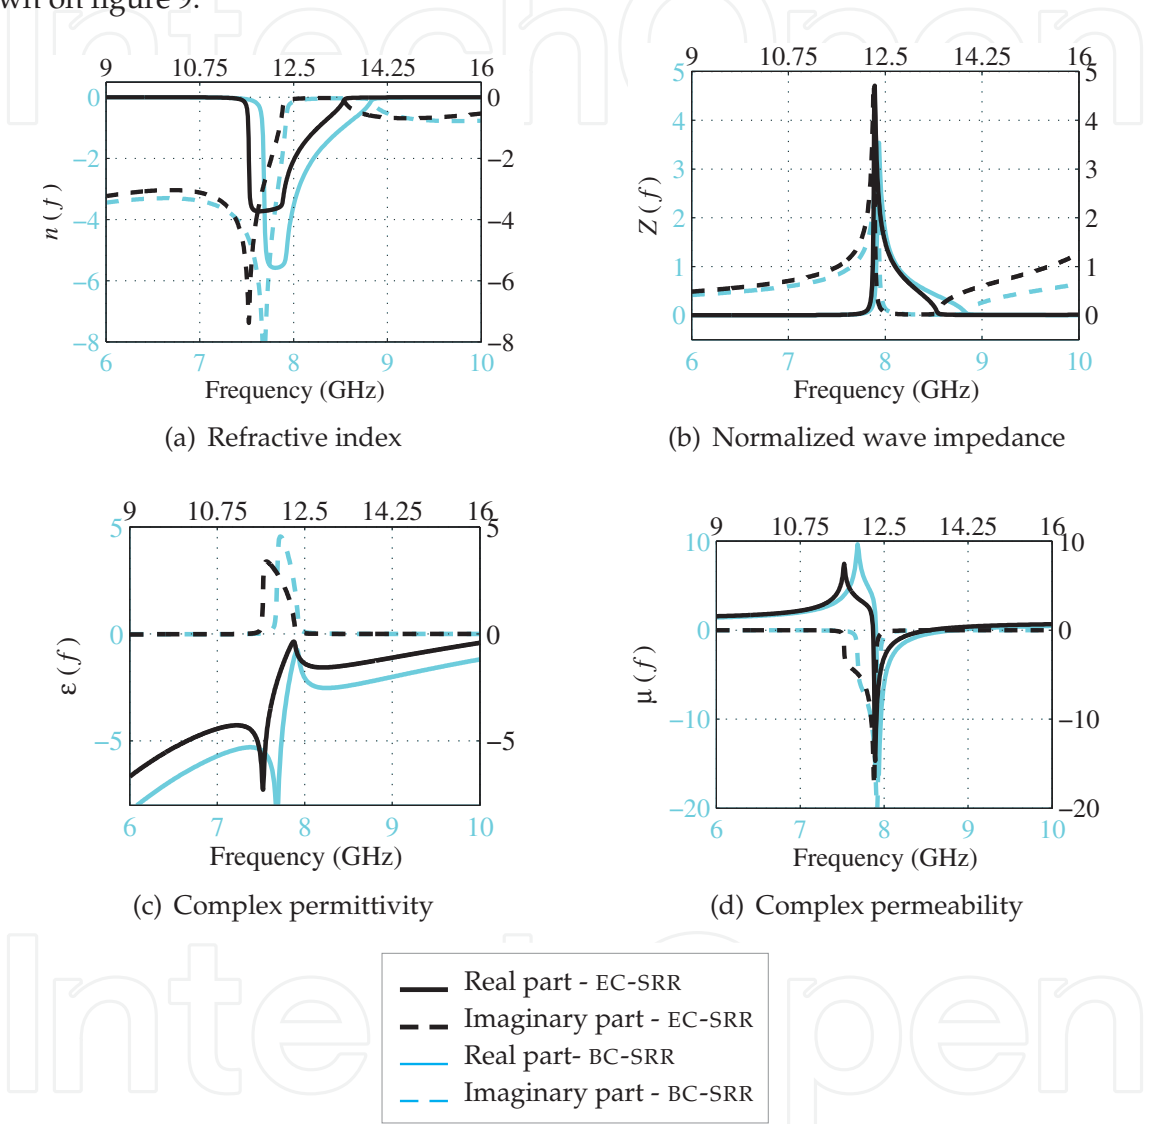 wn on figure 9.
9 10.75 12.5 14.25 16
0 0
−2 −2
−4 −4
−6 −6
−8 −8
n (f)
6 7 8 9 10
Frequency (GHz)
(a) Refractive index
9 10.75 12.5 14.25 16
5 5
4 4
3 3
2 2
1 1
0 0
Z (f)
6 7 8 9 10
Frequency (GHz)
(b) Normalized wave impedance
9 10.75 12.5 14.25 16
5 5
0 0
−5 −5
ε (f)
6 7 8 9 10
Frequency (GHz)
(c) Complex permittivity
9 10.75 12.5 14.25 16
10 10
0 0
−10 −10
−20 −20
μ (f)
6 7 8 9 10
Frequency (GHz)
(d) Complex permeability
Real part - EC-SRR
Imaginary part - EC-SRR
Real part- BC-SRR
Imaginary part - BC-SRR
IntechOpen
IntechOpen